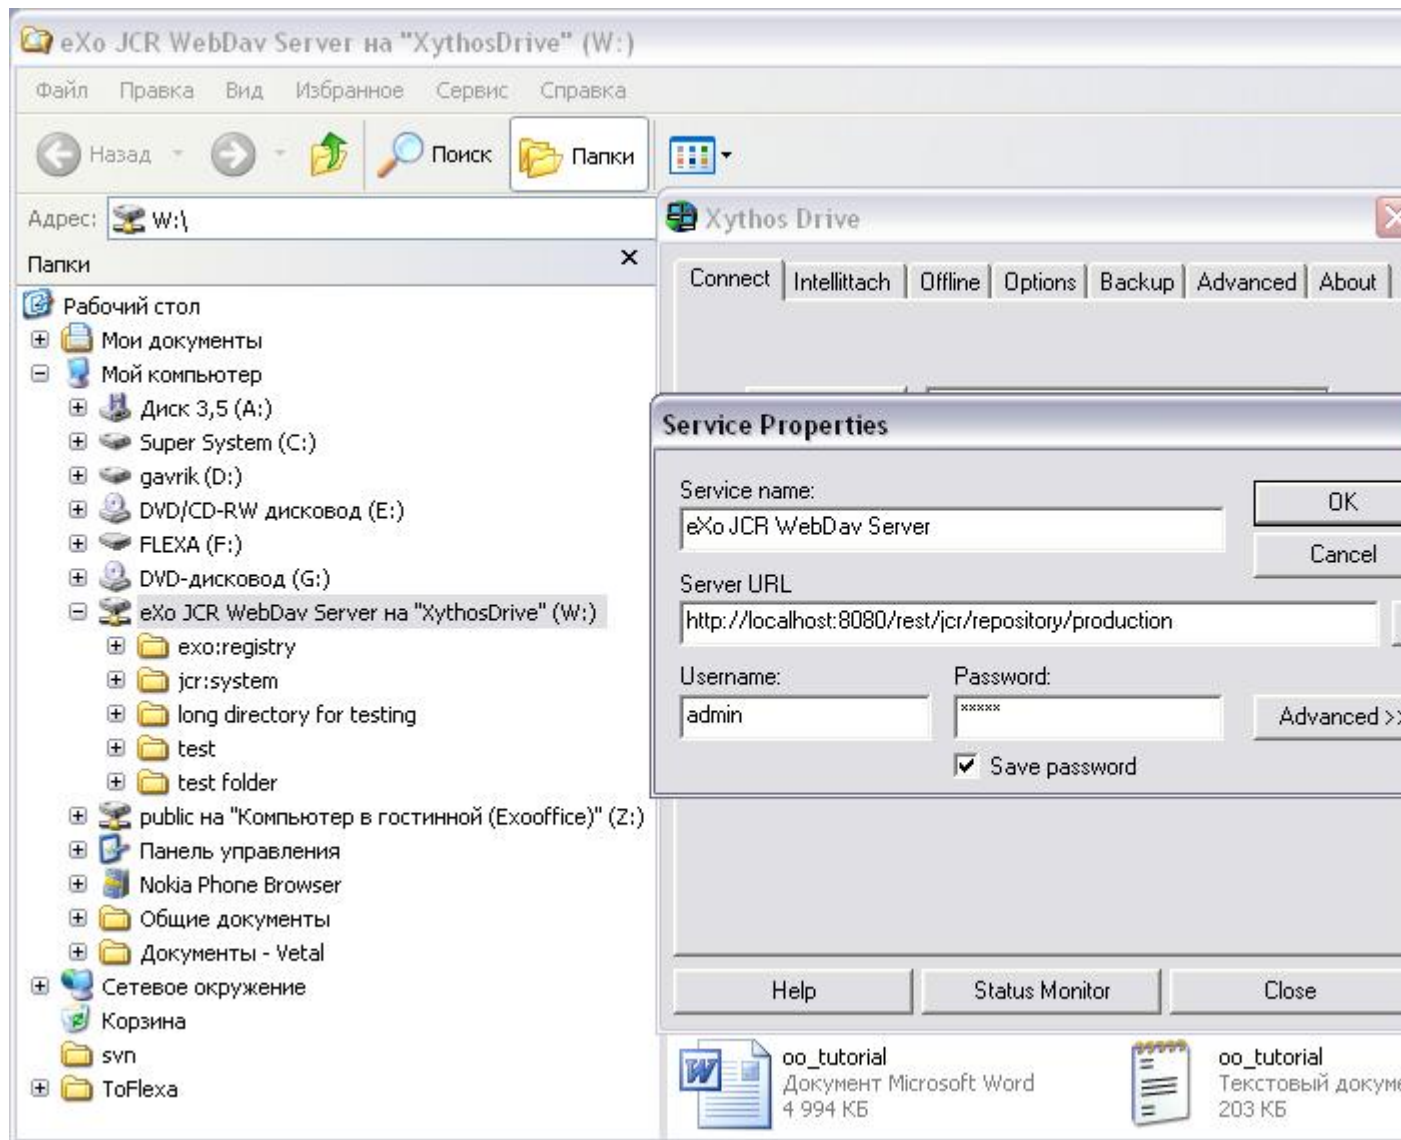 eXo JCR WebDav Server на "XythosDrive" (W:)
Файл Правка Вид Избранное Сервис Справка
Назад Поиск Папки
Адрес: W:\
Папки
Рабочий стол
Мои документы
Мой компьютер
Диск 3,5 (A:)
Super System (C:)
gavrik (D:)
DVD/CD-RW дисковод (E:)
FLEXA (F:)
DVD-дисковод (G:)
eXo JCR WebDav Server на "XythosDrive" (W:)
exo:registry
jcr:system
long directory for testing
test
test folder
public на "Компьютер в гостинной (Exooffice)" (Z:)
Панель управления
Nokia Phone Browser
Общие документы
Документы - Vetal
Сетевое окружение
Корзина
svn
ToFlexa
Xythos Drive
Connect Intellittach Offline Options Backup Advanced About
Service Properties
Service name:
eXo JCR WebDav Server
OK
Cancel
Server URL
http://localhost:8080/rest/jcr/repository/production
Username: Password:
admin xxxxx
Advanced >>
Save password
Help Status Monitor Close
oo_tutorial
Документ Microsoft Word
4 994 КБ
oo_tutorial
Текстовый докуме
203 КБ